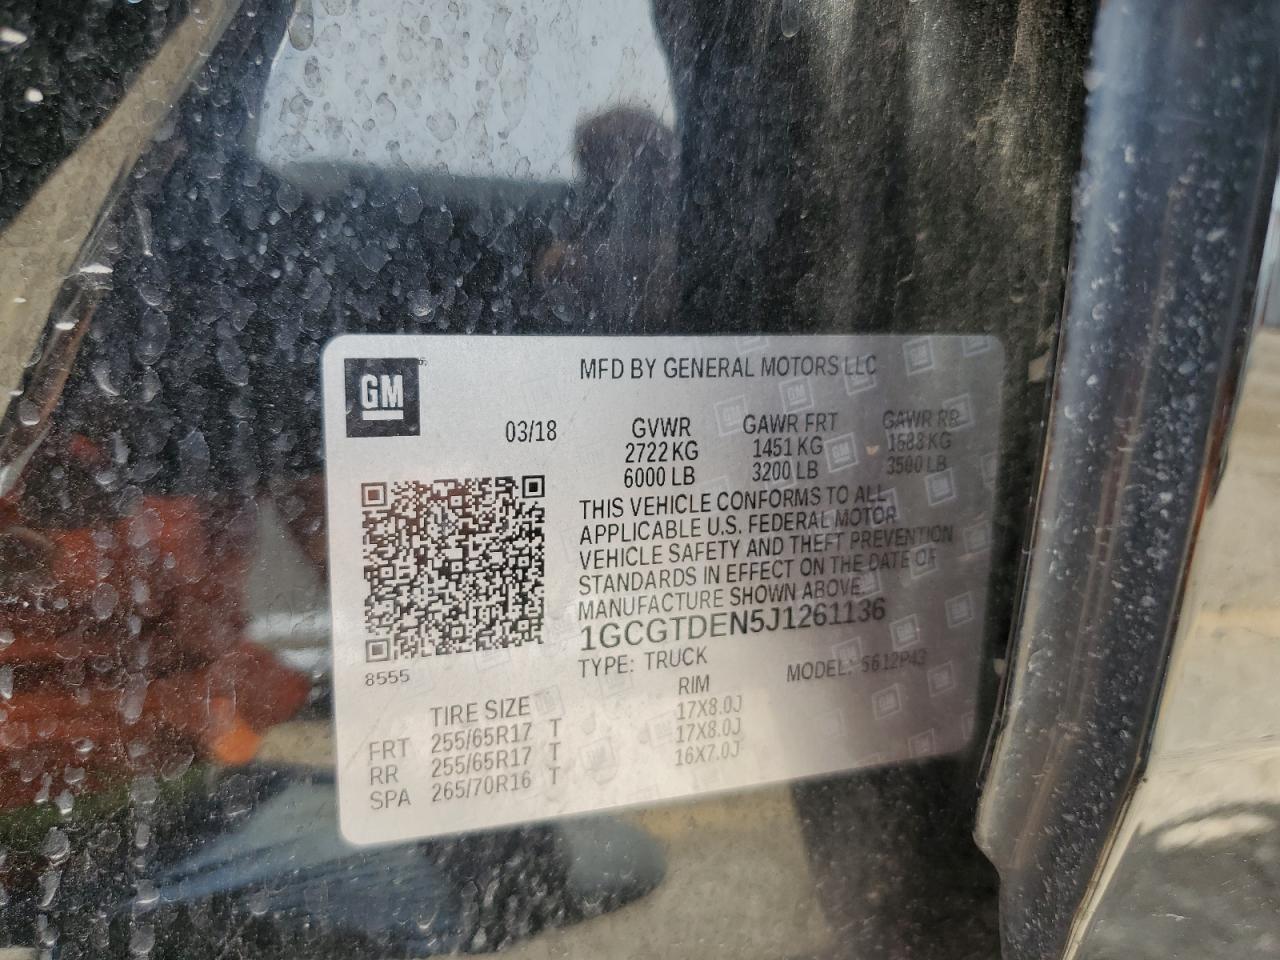 GM
MFD BY GENERAL MOTORS LLC
03/18 GVWR GAWR FRT GAWR RR
2722 KG 1451 KG 1588 KG
6000 LB 3200 LB 3500 LB
THIS VEHICLE CONFORMS TO ALL
APPLICABLE U.S. FEDERAL MOTOR
VEHICLE SAFETY AND THEFT PREVENTION
STANDARDS IN EFFECT ON THE DATE OF
MANUFACTURE SHOWN ABOVE.
1GCGTDEN5J1261136
8555 TYPE: TRUCK MODEL: 5612P43
TIRE SIZE RIM
FRT 255/65R17 T 17X8.0J
RR 255/65R17 T 17X8.0J
SPA 265/70R16 T 16X7.0J